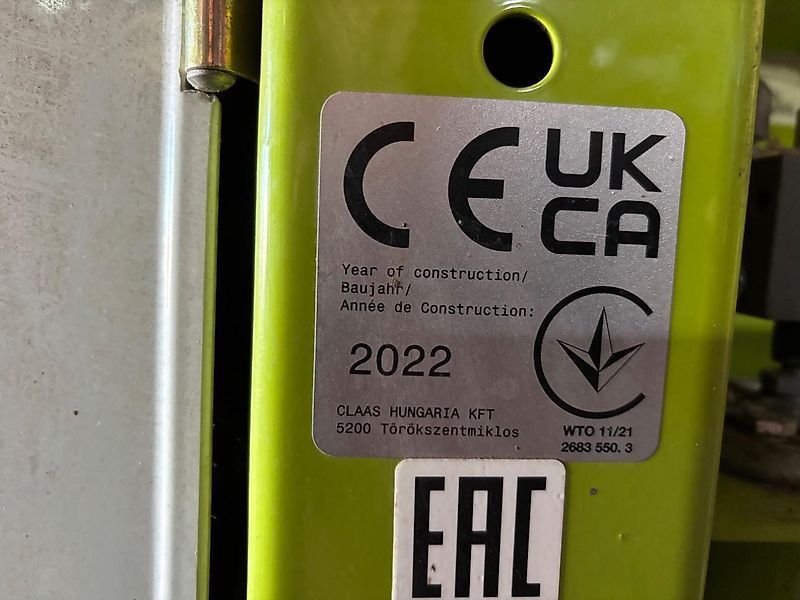 CE UK
CA
Year of construction/
Baujahr/
Année de Construction:
2022
CLAAS HUNGARIA KFT
5200 Törökszentmiklos
WTO 11/21
2683 550. 3
EAC